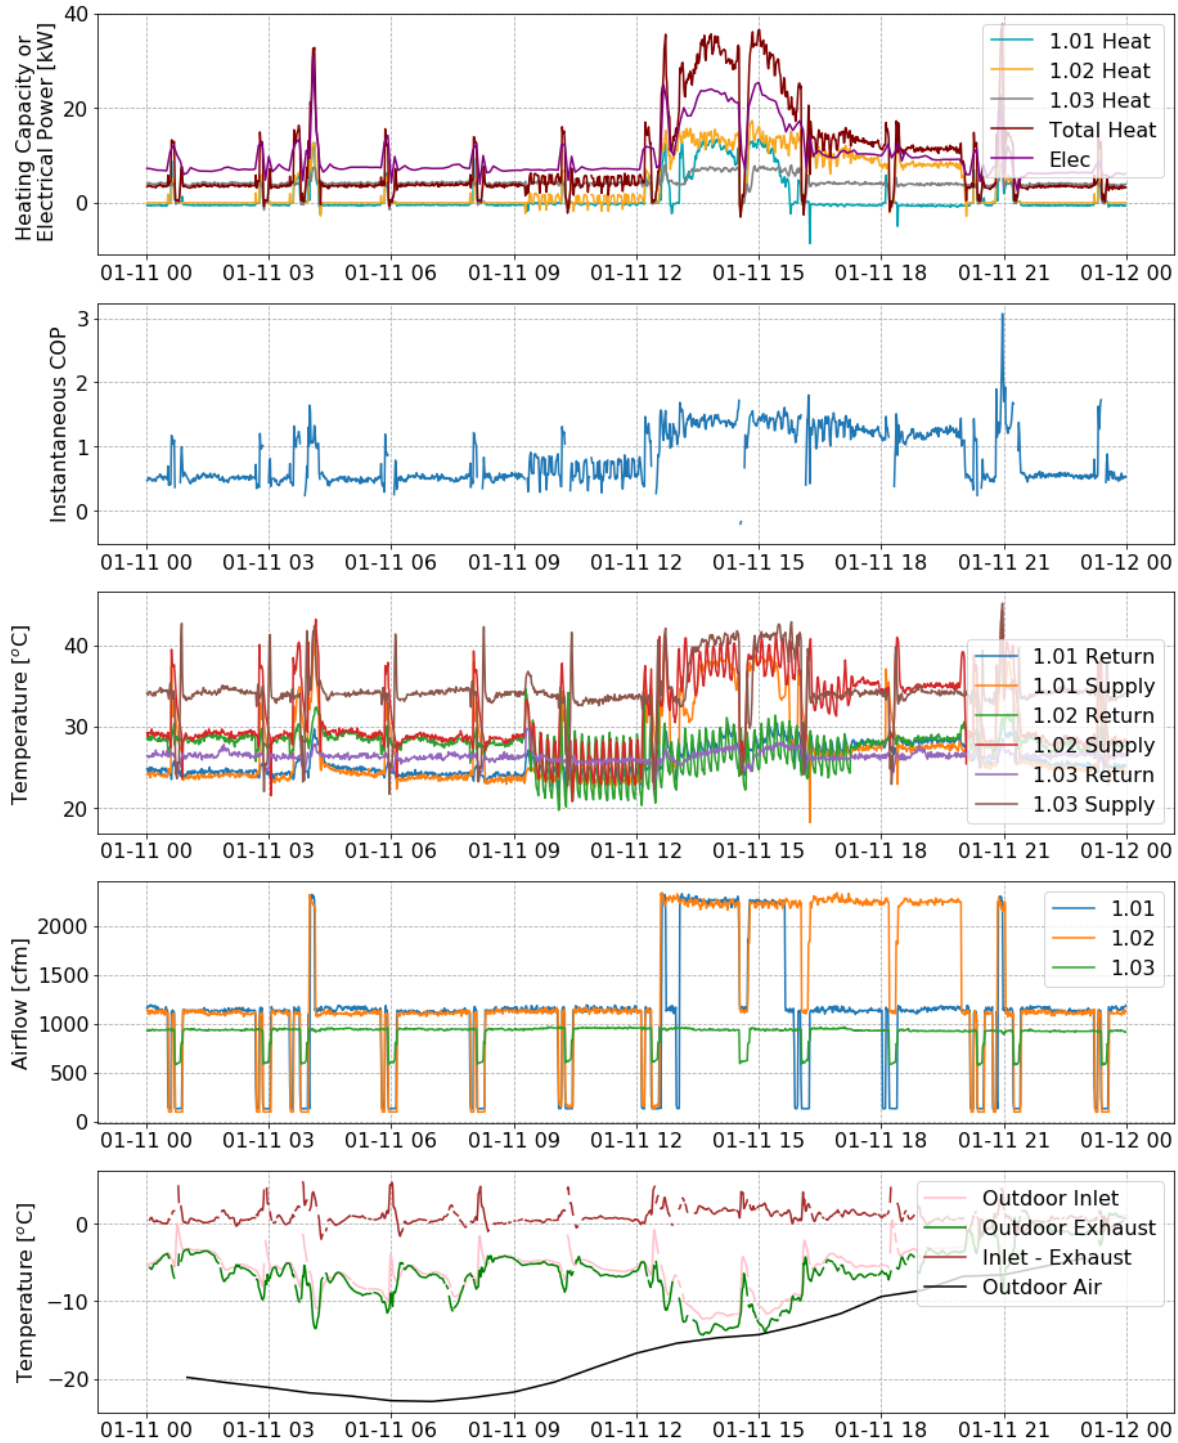 Heating Capacity or
Electrical Power [kW]
40
20
0
1.01 Heat
1.02 Heat
1.03 Heat
Total Heat
Elec
01-11 00 01-11 03 01-11 06 01-11 09 01-11 12 01-11 15 01-11 18 01-11 21 01-12 00
Instantaneous COP
3
2
1
0
01-11 00 01-11 03 01-11 06 01-11 09 01-11 12 01-11 15 01-11 18 01-11 21 01-12 00
Temperature [°C]
40
30
20
1.01 Return
1.01 Supply
1.02 Return
1.02 Supply
1.03 Return
1.03 Supply
01-11 00 01-11 03 01-11 06 01-11 09 01-11 12 01-11 15 01-11 18 01-11 21 01-12 00
Airflow [cfm]
2000
1500
1000
500
0
1.01
1.02
1.03
01-11 00 01-11 03 01-11 06 01-11 09 01-11 12 01-11 15 01-11 18 01-11 21 01-12 00
Temperature [°C]
0
−10
−20
Outdoor Inlet
Outdoor Exhaust
Inlet - Exhaust
Outdoor Air
01-11 00 01-11 03 01-11 06 01-11 09 01-11 12 01-11 15 01-11 18 01-11 21 01-12 00